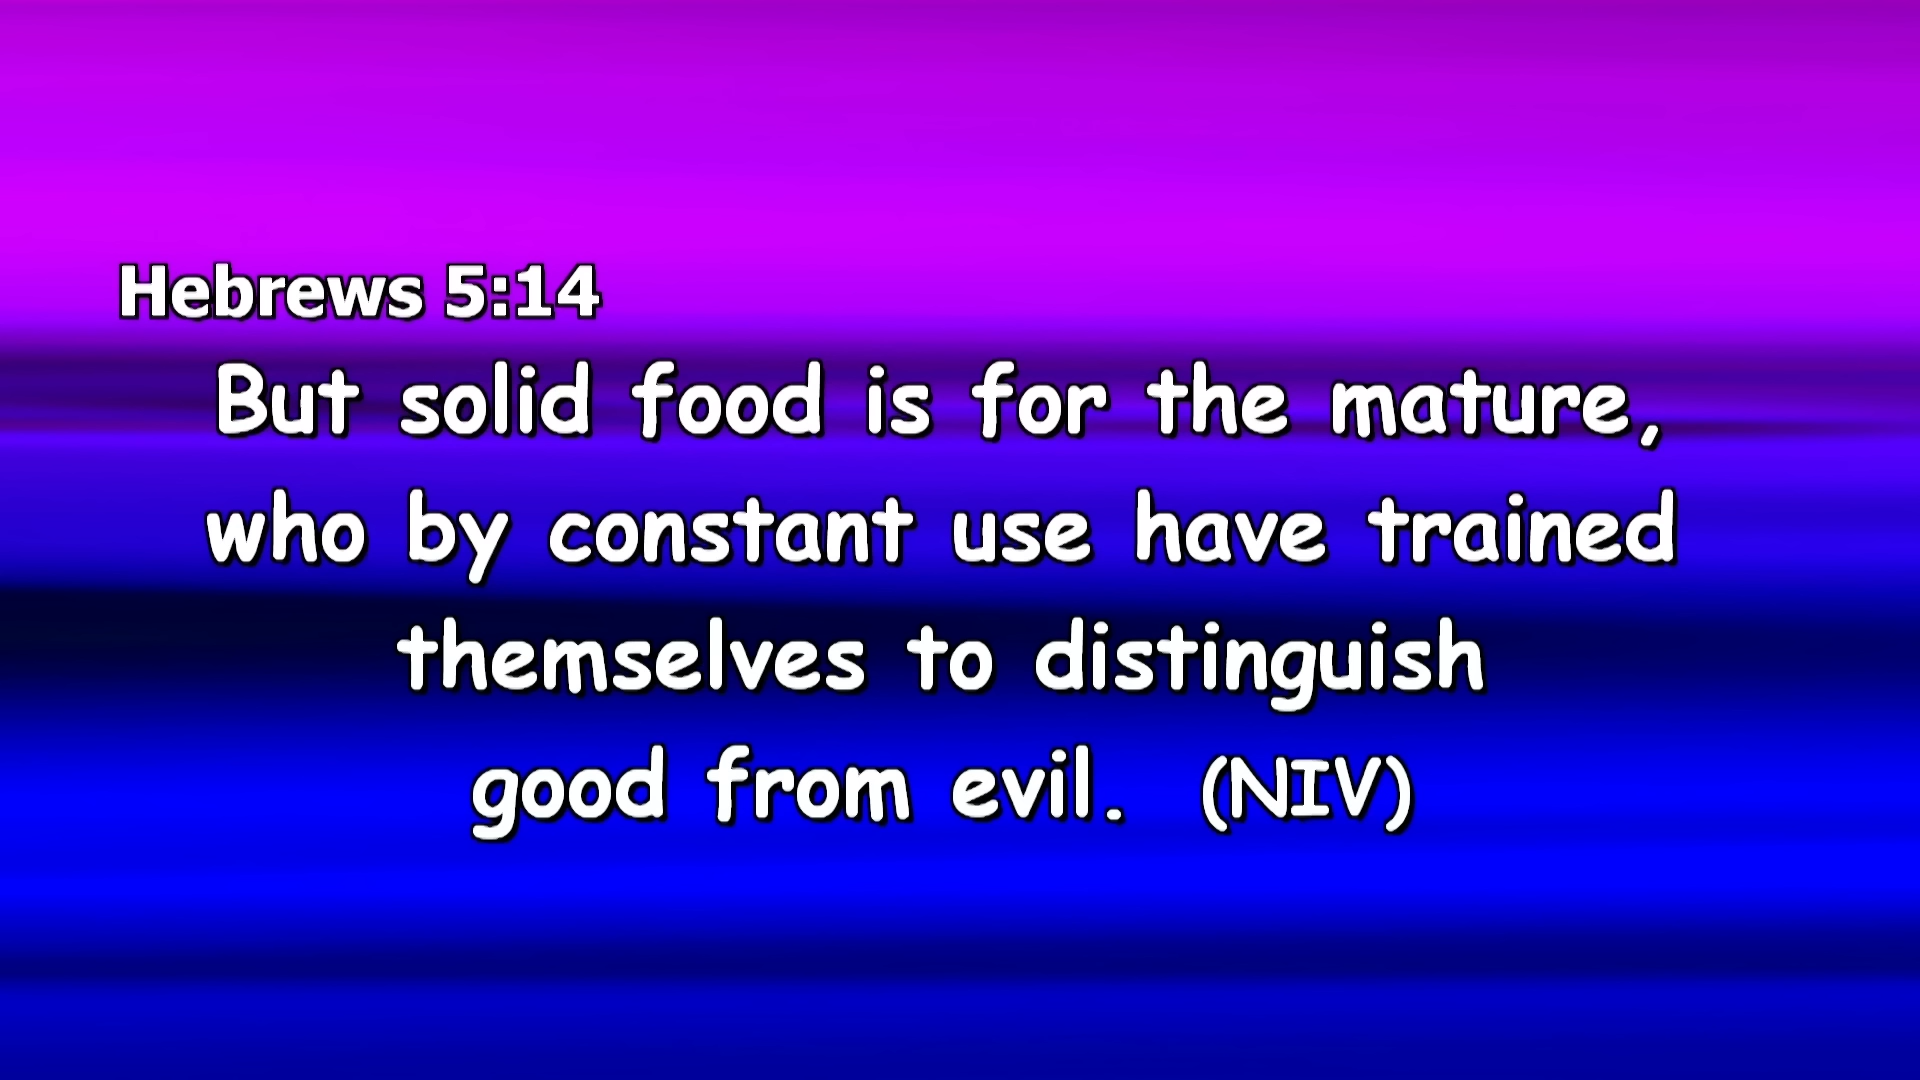 Hebrews 5:14
But solid food is for the mature,
who by constant use have trained
themselves to distinguish
good from evil. (NIV)